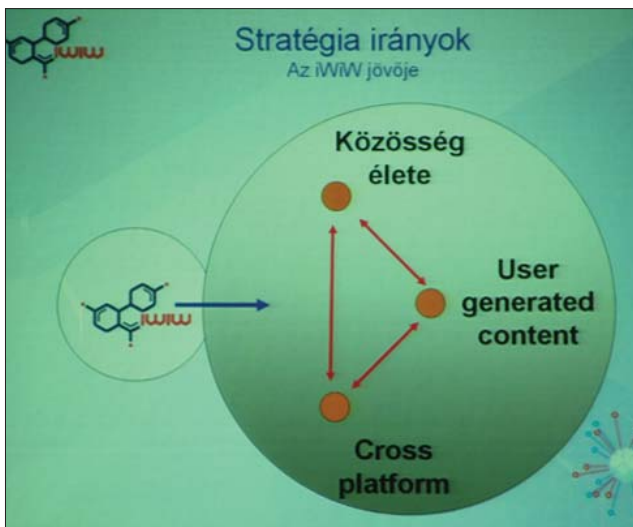 iWiW
Stratégia irányok
Az iWiW jövője
Közösség
élete
iWiW
User
generated
content
Cross
platform